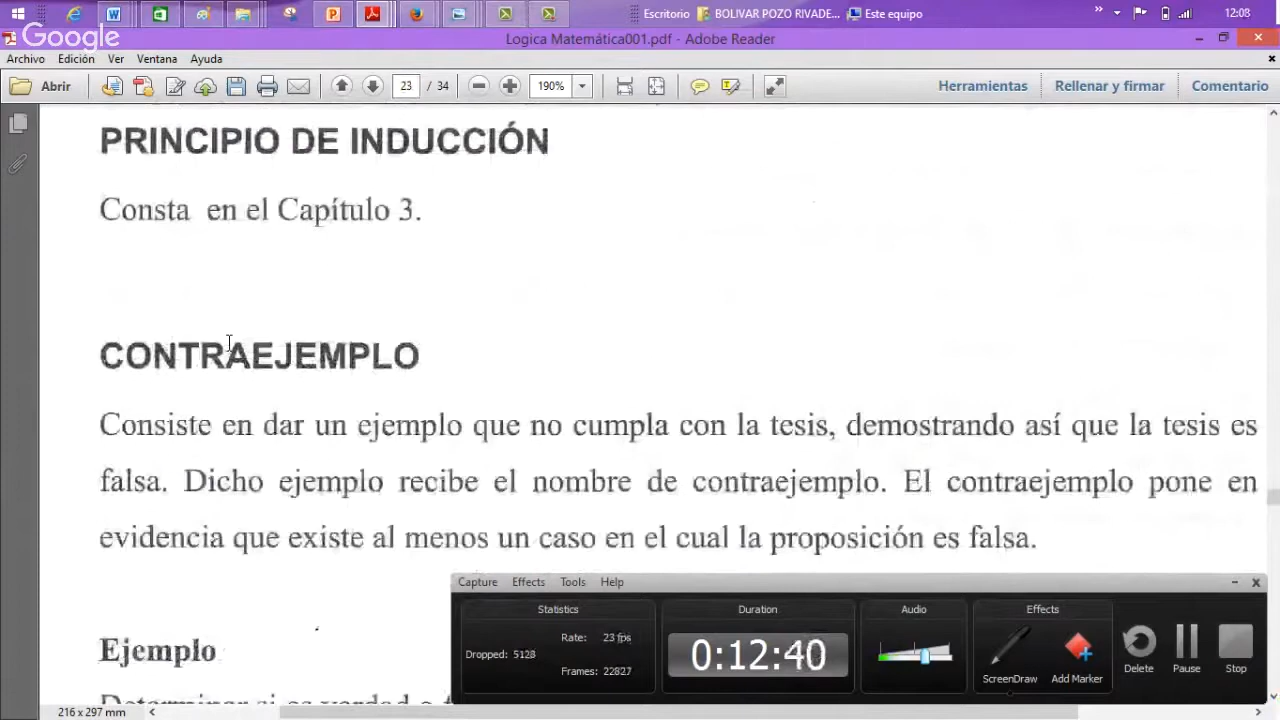 Escritorio
BOLIVAR POZO RIVADE...
Este equipo
12:08
Google
Logica Matemática001.pdf - Adobe Reader
Archivo Edición Ver Ventana Ayuda
Abrir 23 / 34 190% Herramientas Rellenar y firmar Comentario
PRINCIPIO DE INDUCCIÓN
Consta en el Capítulo 3.
CONTRAEJEMPLO
Consiste en dar un ejemplo que no cumpla con la tesis, demostrando así que la tesis es
falsa. Dicho ejemplo recibe el nombre de contraejemplo. El contraejemplo pone en
evidencia que existe al menos un caso en el cual la proposición es falsa.
Ejemplo
Determinar si es verdad o f
Capture Effects Tools Help
Statistics Duration Audio Effects
Rate: 23 fps
Dropped: 5128
Frames: 22827
0:12:40
ScreenDraw Add Marker Delete Pause Stop
216 x 297 mm